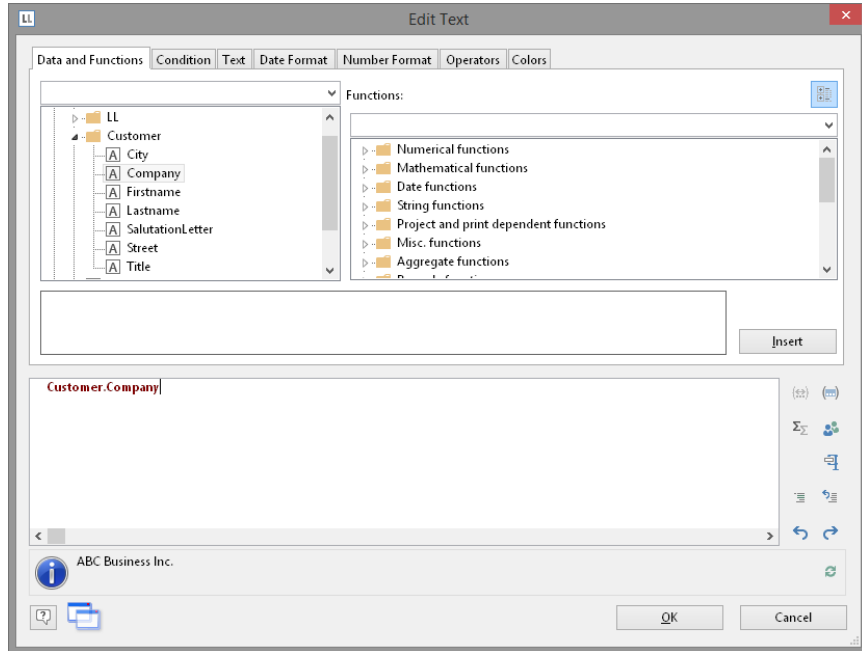 LL
Edit Text
Data and Functions Condition Text Date Format Number Format Operators Colors
Functions:
LL
Customer
A City
A Company
A Firstname
A Lastname
A SalutationLetter
A Street
A Title
Numerical functions
Mathematical functions
Date functions
String functions
Project and print dependent functions
Misc. functions
Aggregate functions
Insert
Customer.Company
ABC Business Inc.
OK
Cancel